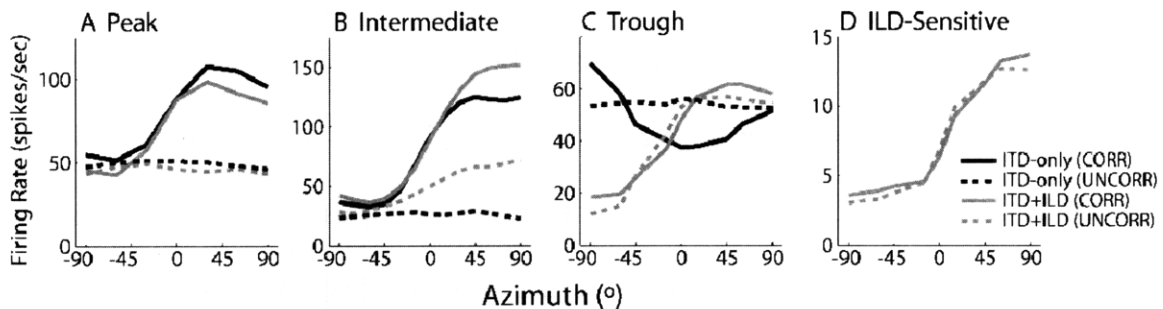 A Peak
B Intermediate
C Trough
D ILD-Sensitive
Firing Rate (spikes/sec)
100
50
0
-90 -45 0 45 90
150
100
50
0
-90 -45 0 45 90
60
40
20
0
-90 -45 0 45 90
15
10
5
0
-90 -45 0 45 90
ITD-only (CORR)
ITD-only (UNCORR)
ITD+ILD (CORR)
ITD+ILD (UNCORR)
Azimuth (º)